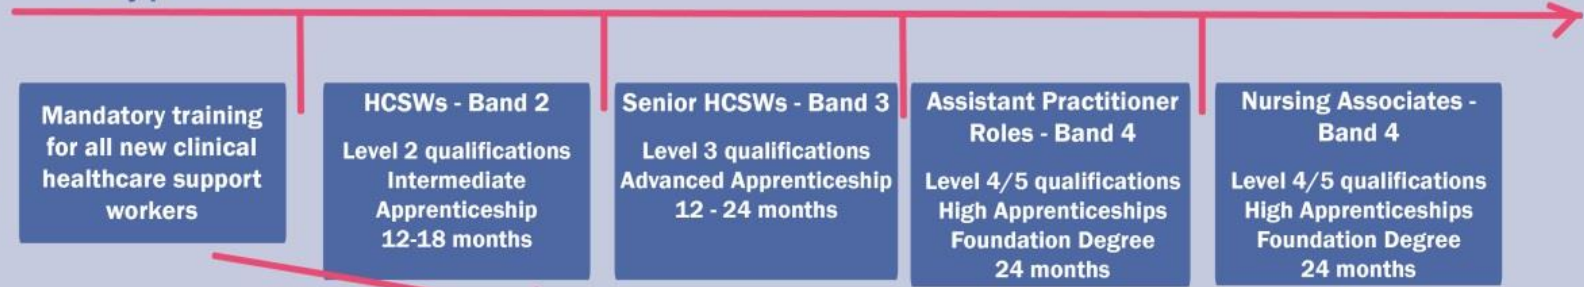 Mandatory training
for all new clinical
healthcare support
workers
HCSWs - Band 2
Level 2 qualifications
Intermediate
Apprenticeship
12-18 months
Senior HCSWs - Band 3
Level 3 qualifications
Advanced Apprenticeship
12 - 24 months
Assistant Practitioner
Roles - Band 4
Level 4/5 qualifications
High Apprenticeships
Foundation Degree
24 months
Nursing Associates -
Band 4
Level 4/5 qualifications
High Apprenticeships
Foundation Degree
24 months